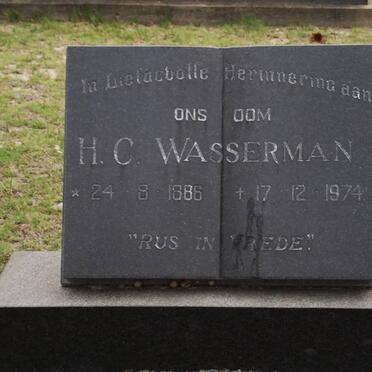 In Liefdevolle Herinnering aan
ONS OOM
H. C. WASSERMAN
* 24 · 8 · 1886 + 17 · 12 · 1974
"RUS IN VREDE."